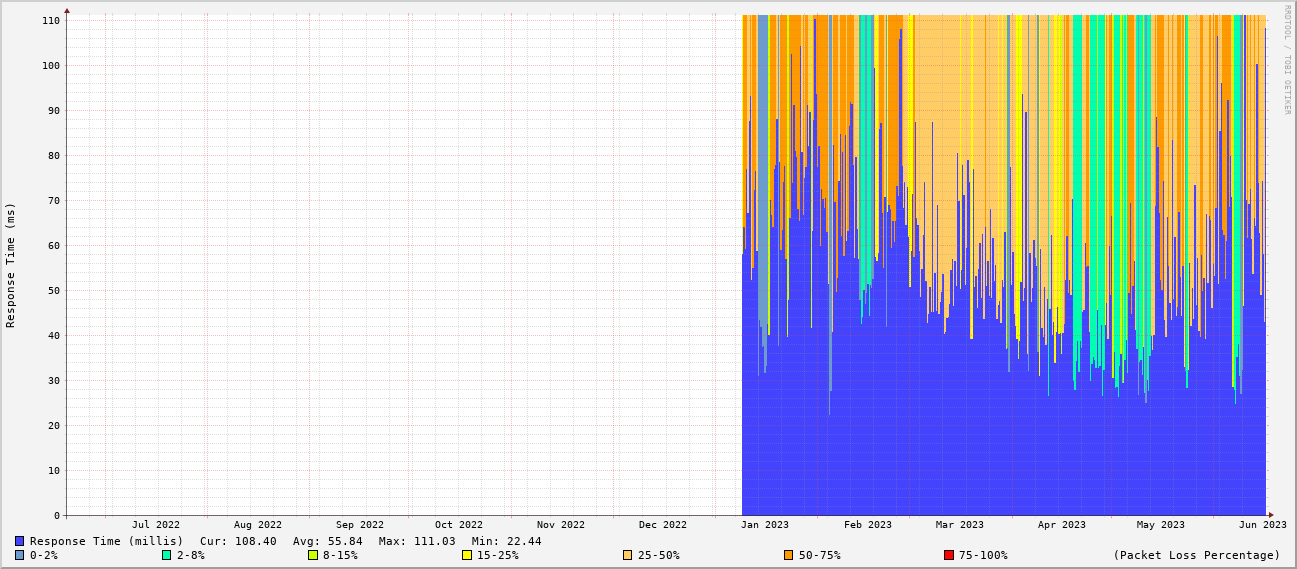 RRDTOOL / TOBI OETIKER
Response Time (ms)
110
100
90
80
70
60
50
40
30
20
10
0
Jul 2022 Aug 2022 Sep 2022 Oct 2022 Nov 2022 Dec 2022 Jan 2023 Feb 2023 Mar 2023 Apr 2023 May 2023 Jun 2023
Response Time (millis) Cur: 108.40 Avg: 55.84 Max: 111.03 Min: 22.44
0-2% 2-8% 8-15% 15-25% 25-50% 50-75% 75-100% (Packet Loss Percentage)